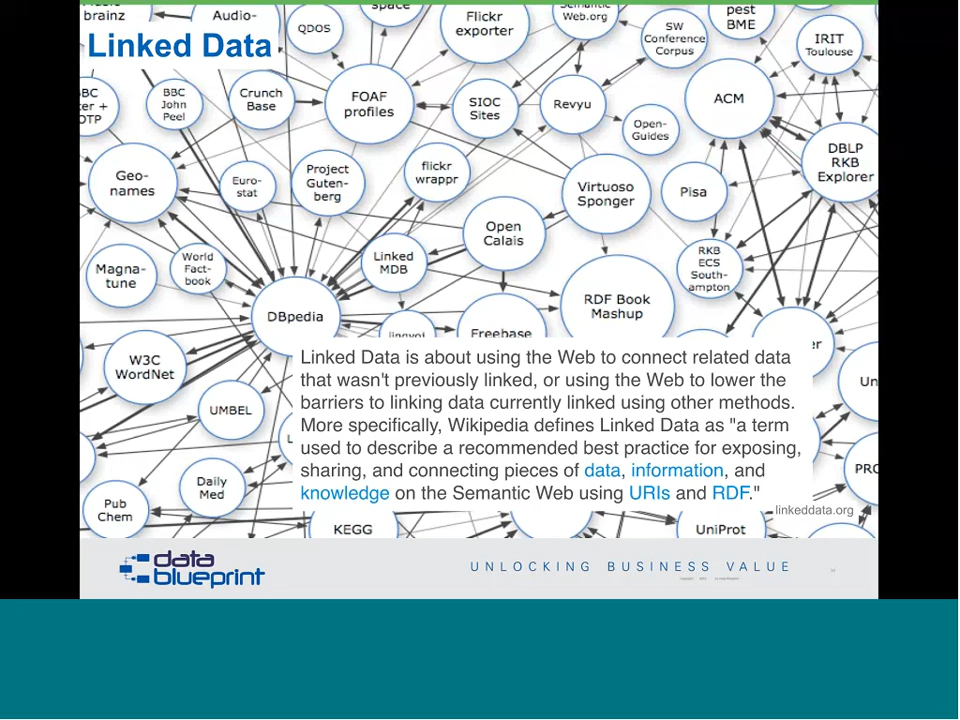 brainz
Audio-
QDOS
space
Flickr
exporter
Semantic
Web.org
SW
Conference
Corpus
pest
BME
IRIT
Toulouse
Linked Data
BBC
John
Peel
Crunch
Base
FOAF
profiles
SIOC
Sites
Revyu
Open-
Guides
ACM
DBLP
RKB
Explorer
Geo-
names
Euro-
stat
Project
Guten-
berg
flickr
wrappr
Virtuoso
Sponger
Pisa
Open
Calais
Magna-
tune
World
Fact-
book
Linked
MDB
RKB
ECS
South-
ampton
DBpedia
lingvoj
Freebase
RDF Book
Mashup
er
W3C
WordNet
UMBEL
Un
Linked Data is about using the Web to connect related data
that wasn't previously linked, or using the Web to lower the
barriers to linking data currently linked using other methods.
More specifically, Wikipedia defines Linked Data as "a term
used to describe a recommended best practice for exposing,
sharing, and connecting pieces of data, information, and
knowledge on the Semantic Web using URIs and RDF."
linkeddata.org
Daily
Med
PRO
Pub
Chem
KEGG
UniProt
data
blueprint
UNLOCKING BUSINESS VALUE